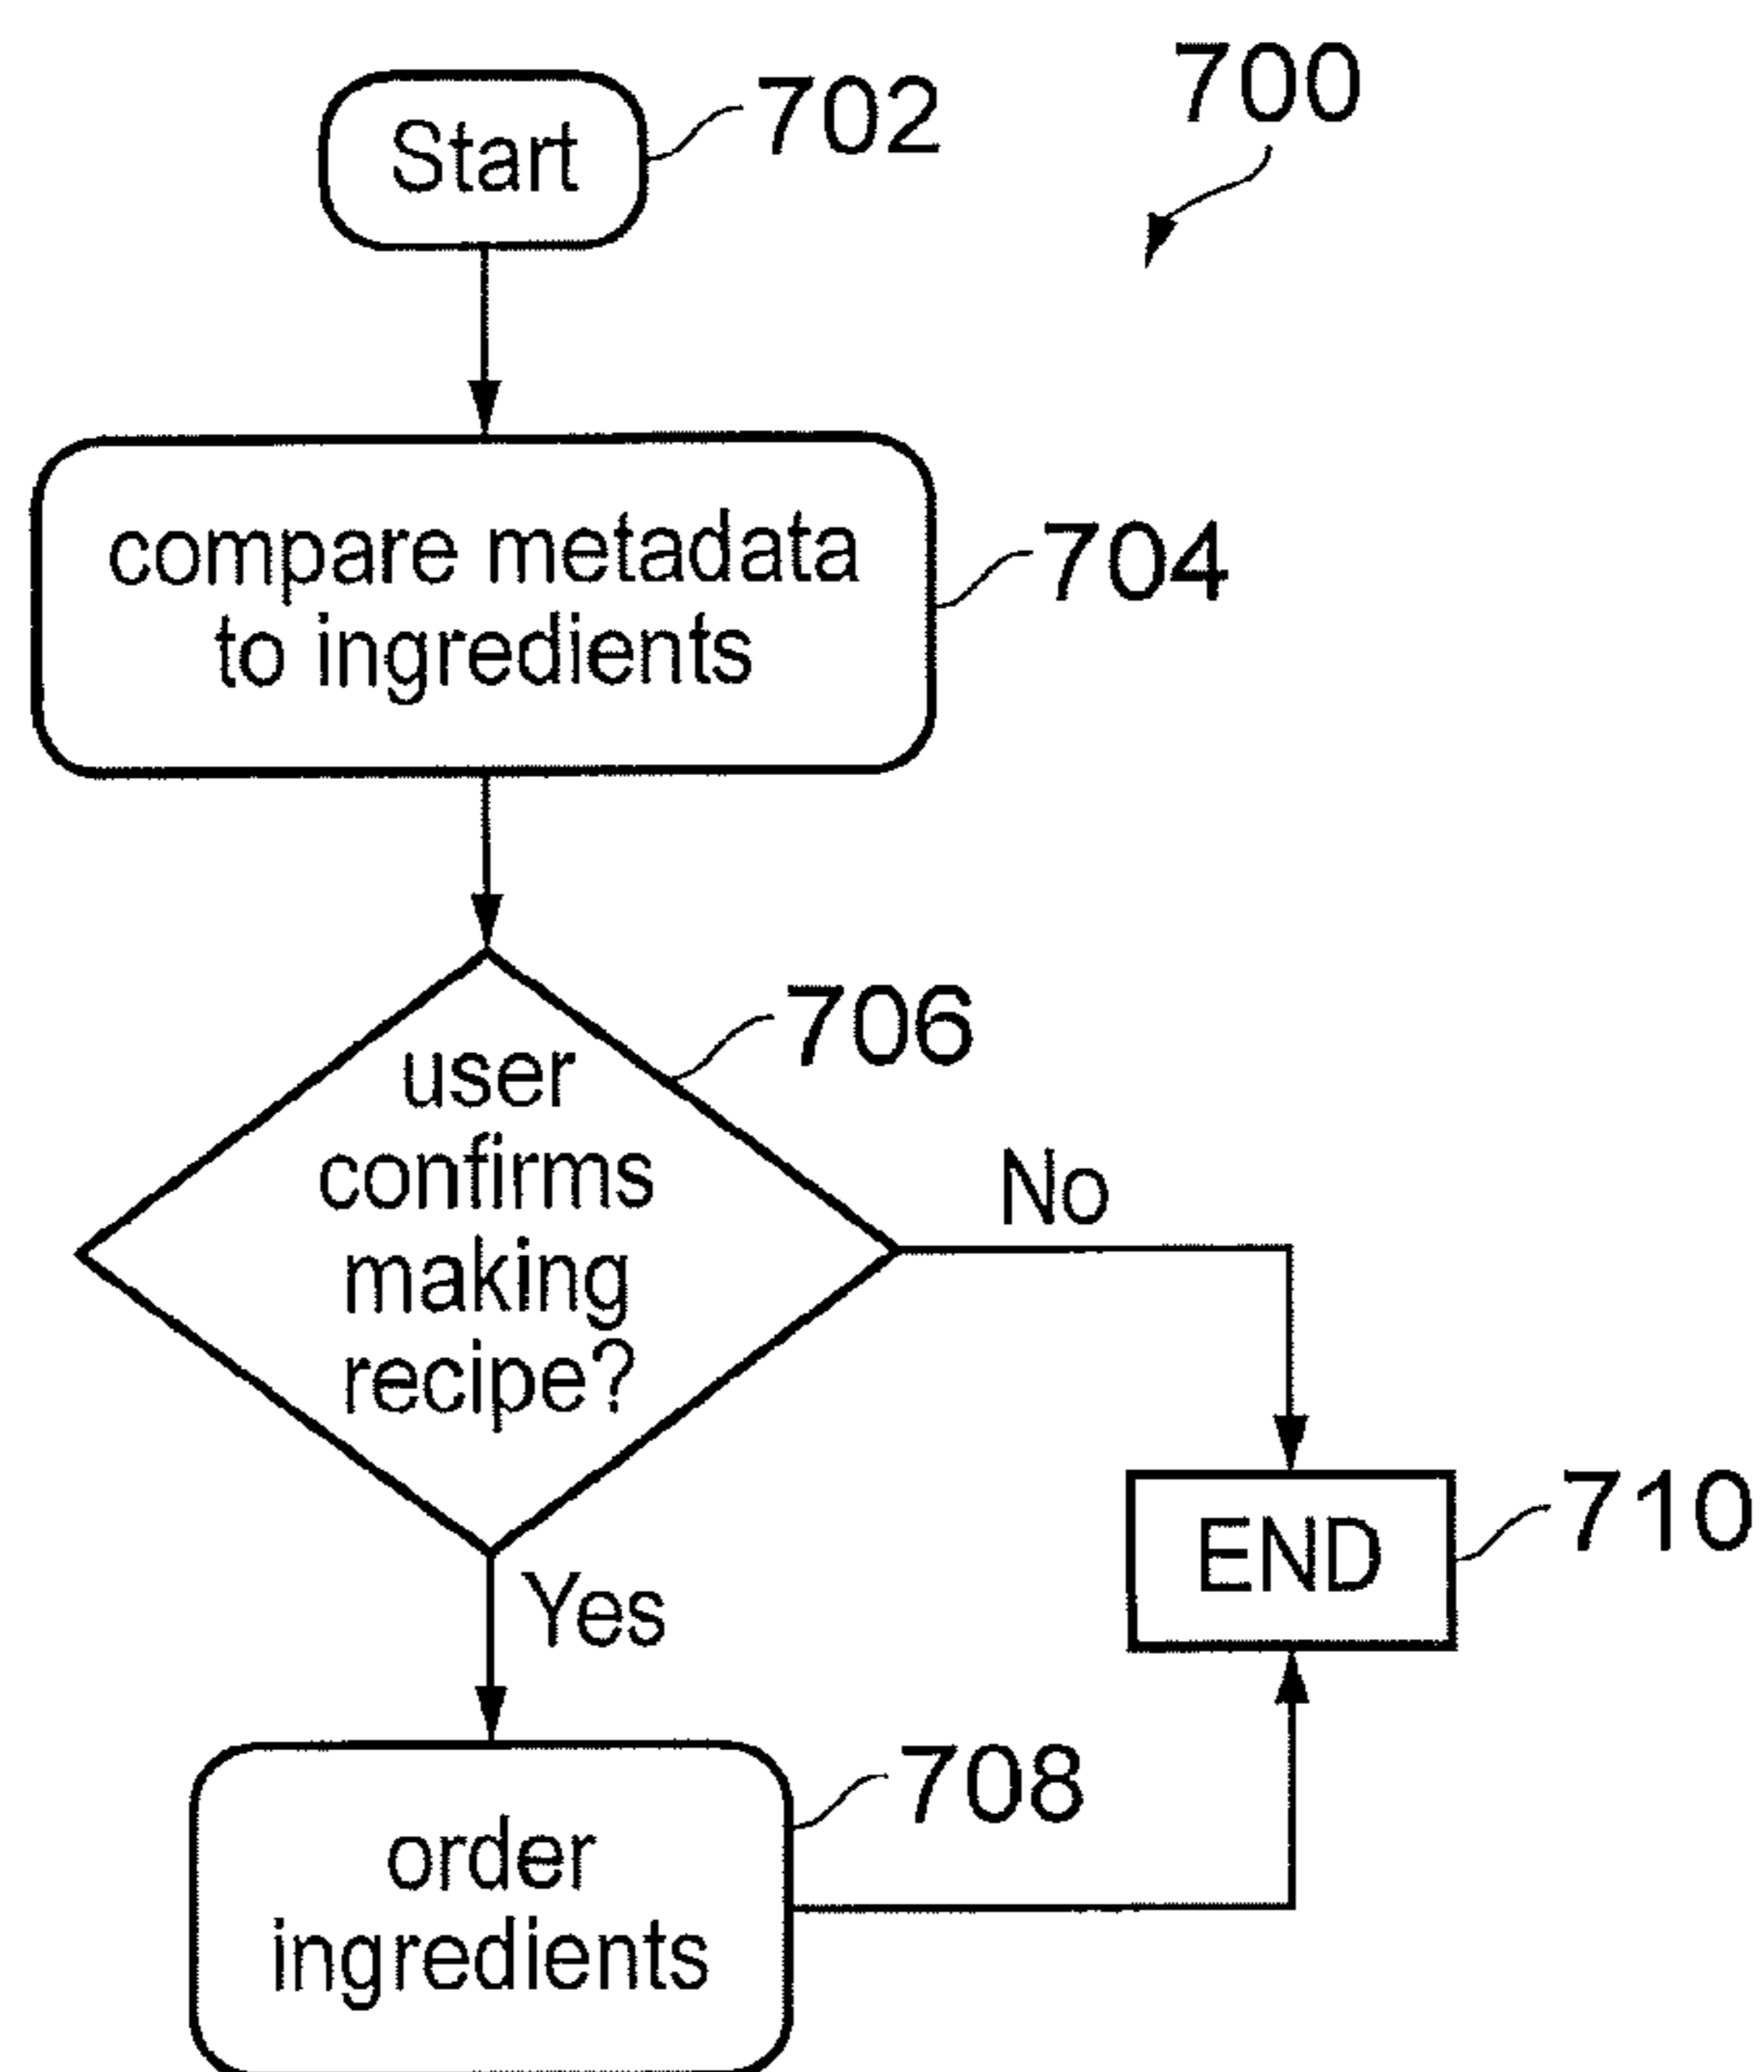 700
Start
702
compare metadata
to ingredients
704
user
confirms
making
recipe?
706
No
Yes
END
710
order
ingredients
708